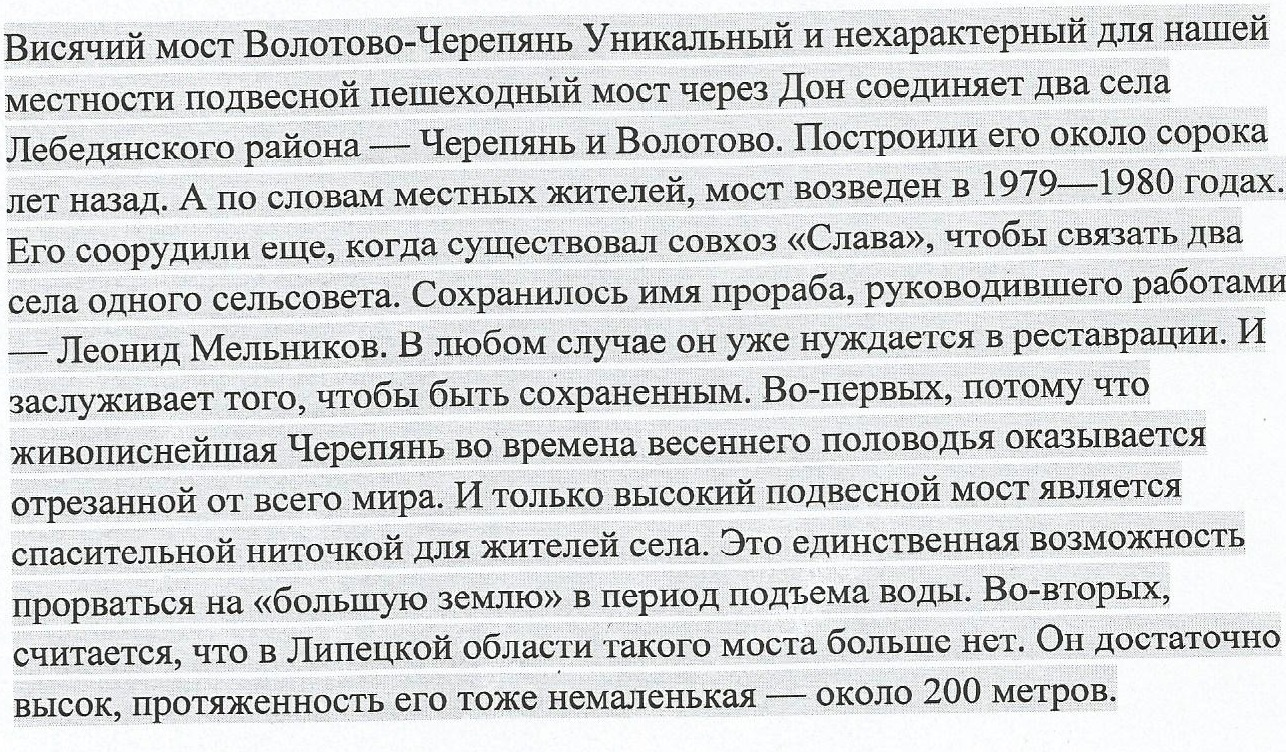 Висячий мост Волотово-Черепянь Уникальный и нехарактерный для нашей
местности подвесной пешеходный мост через Дон соединяет два села
Лебедянского района — Черепянь и Волотово. Построили его около сорока
лет назад. А по словам местных жителей, мост возведен в 1979—1980 годах.
Его соорудили еще, когда существовал совхоз «Слава», чтобы связать два
села одного сельсовета. Сохранилось имя прораба, руководившего работами
— Леонид Мельников. В любом случае он уже нуждается в реставрации. И
заслуживает того, чтобы быть сохраненным. Во-первых, потому что
живописнейшая Черепянь во времена весеннего половодья оказывается
отрезанной от всего мира. И только высокий подвесной мост является
спасительной ниточкой для жителей села. Это единственная возможность
прорваться на «большую землю» в период подъема воды. Во-вторых,
считается, что в Липецкой области такого моста больше нет. Он достаточно
высок, протяженность его тоже немаленькая — около 200 метров.